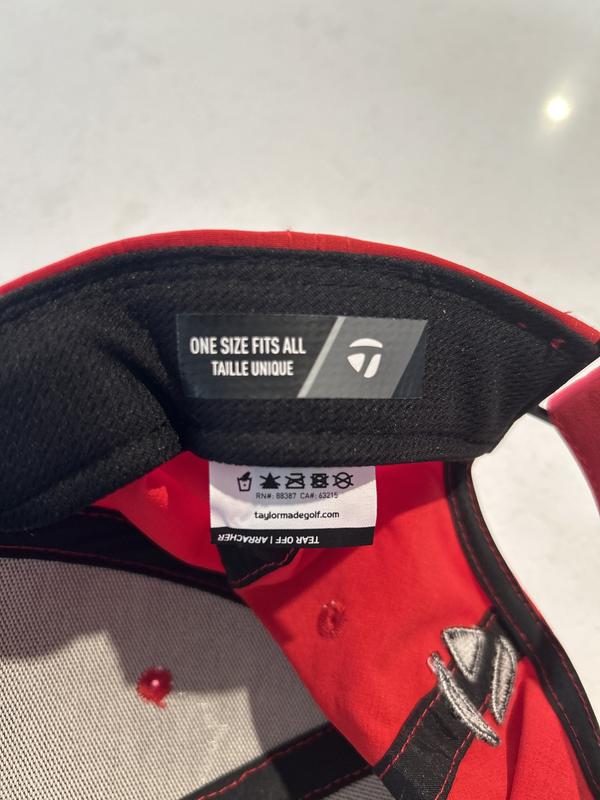 ONE SIZE FITS ALL
TAILLE UNIQUE
RN#: 88387 CA#: 63215
taylormadegolf.com
TEAR OFF | ARRACHER